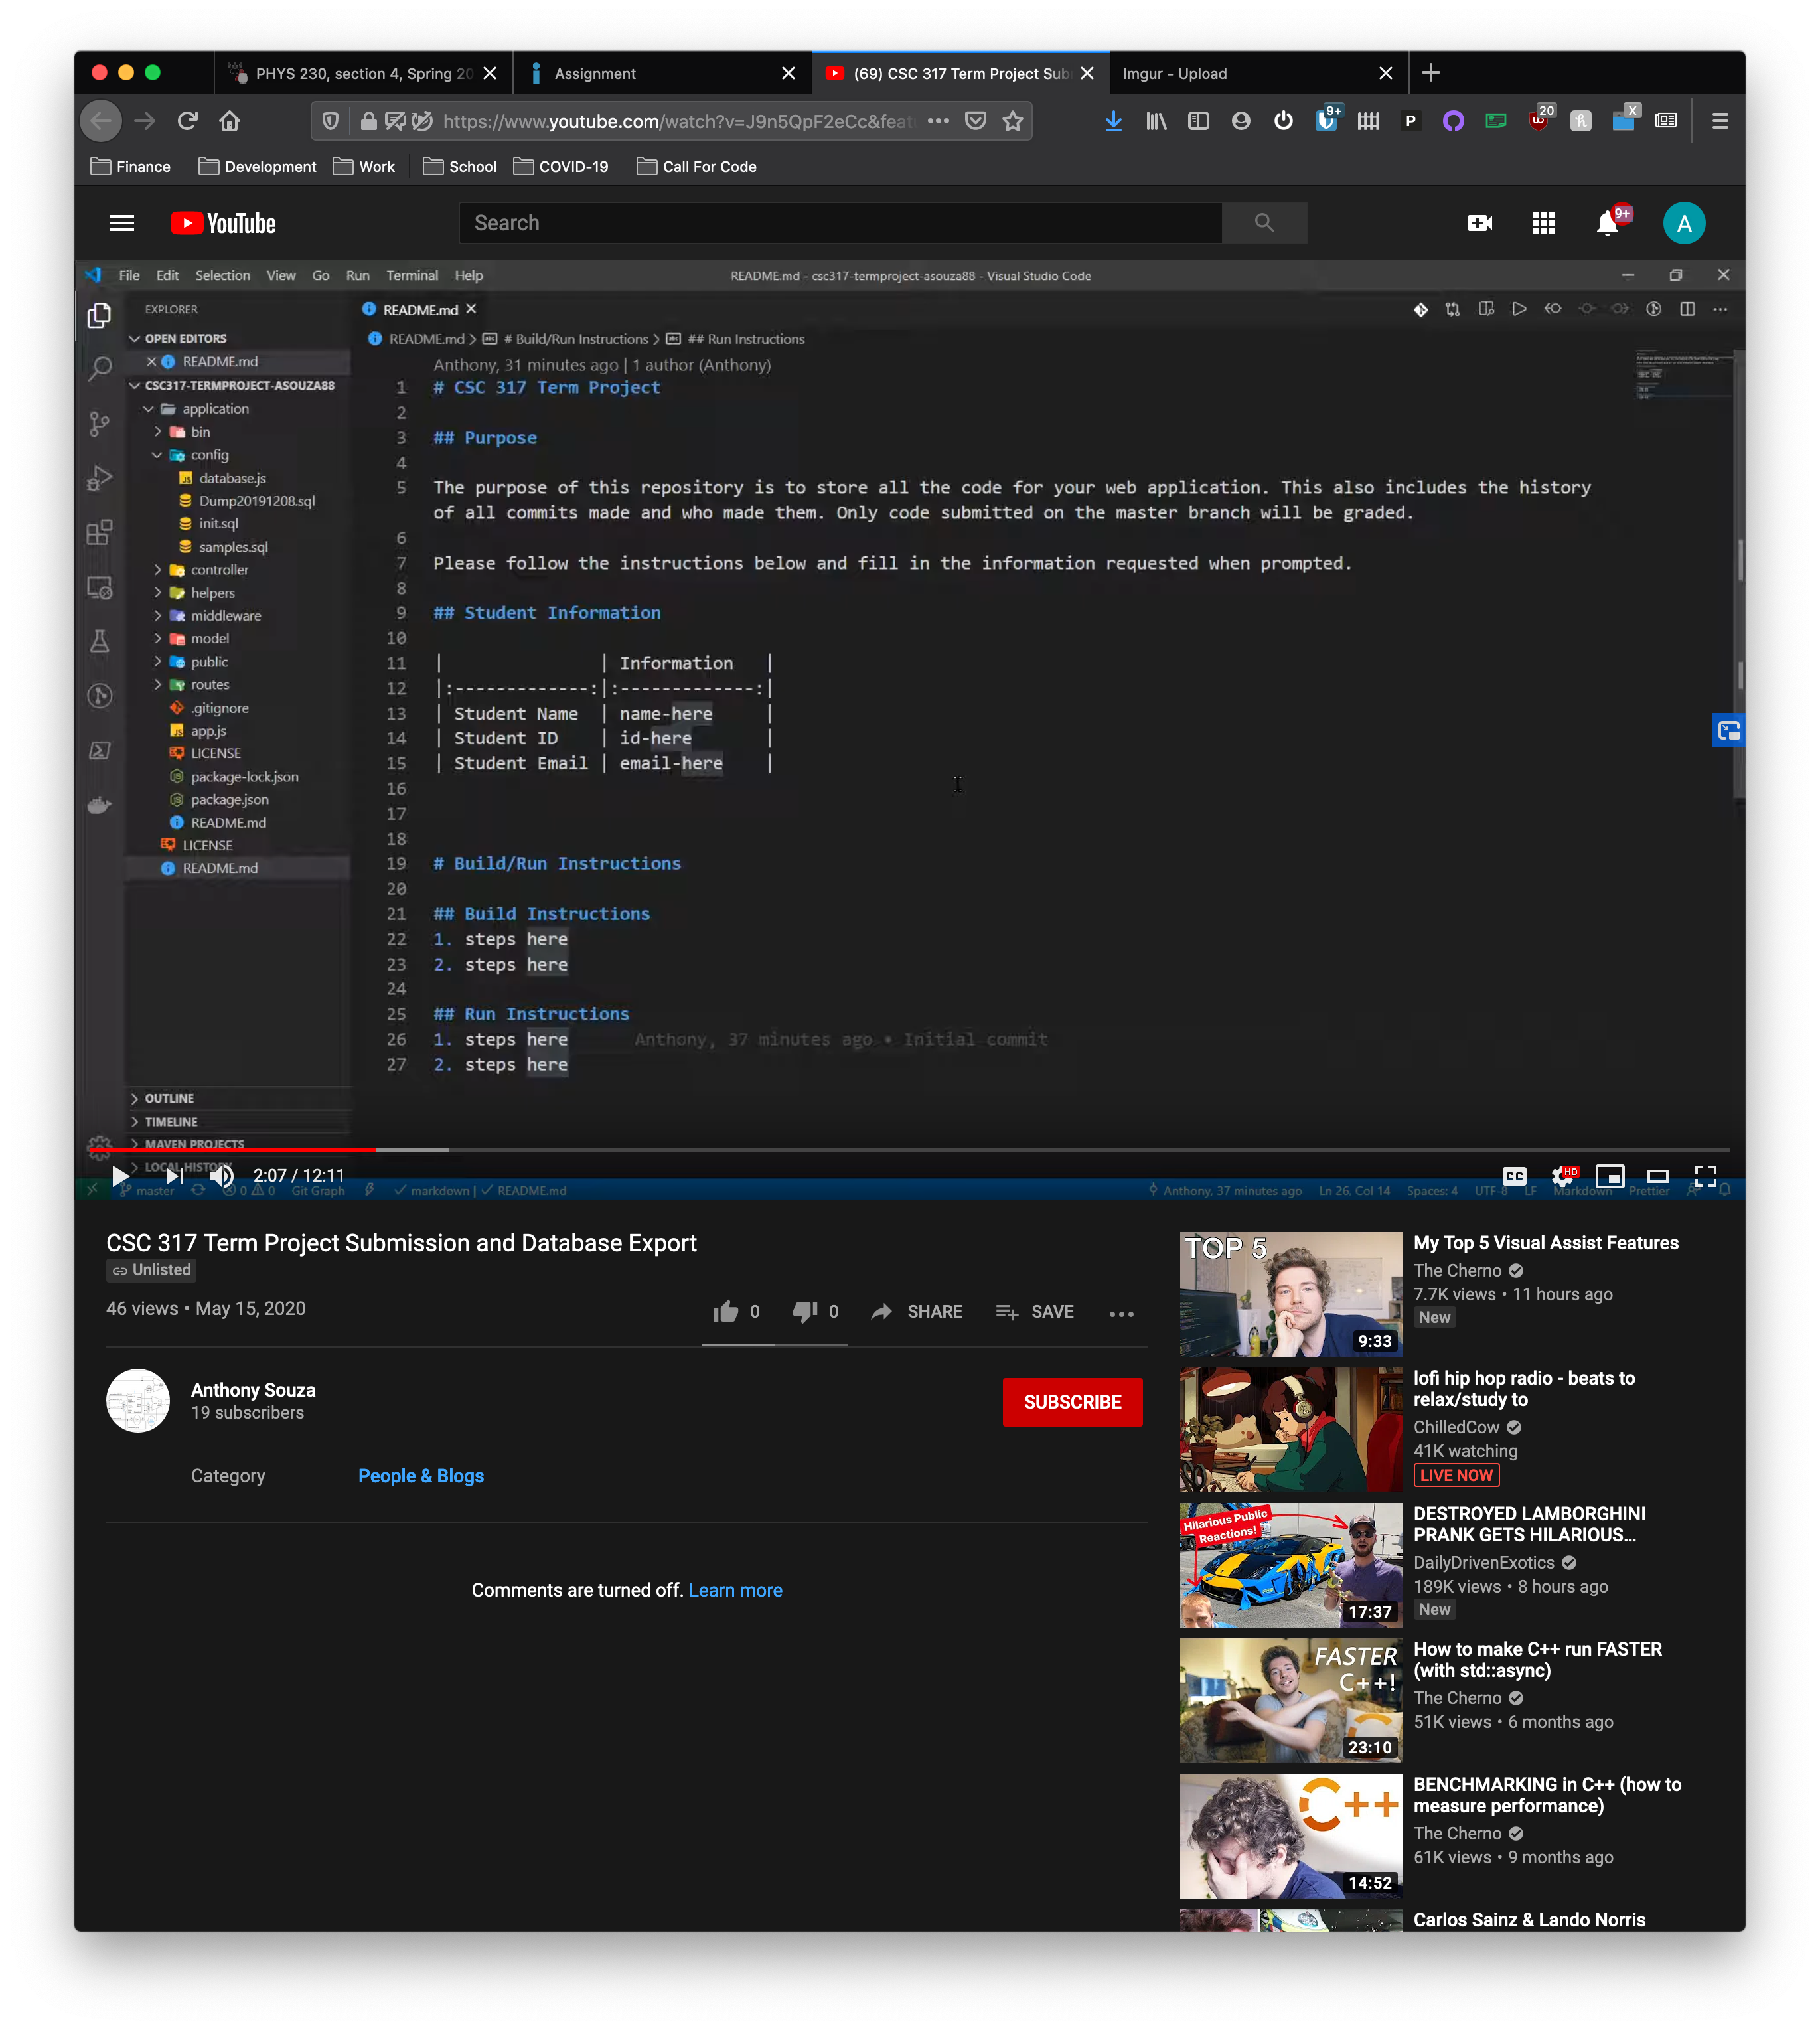 PHYS 230, section 4, Spring 20
Assignment
(69) CSC 317 Term Project Sub
Imgur - Upload
https://www.youtube.com/watch?v=J9n5QpF2eCc&feat
9+
P
20
X
Finance
Development
Work
School
COVID-19
Call For Code
YouTube
Search
9+
A
File Edit Selection View Go Run Terminal Help
README.md - csc317-termproject-asouza88 - Visual Studio Code
EXPLORER
OPEN EDITORS
README.md
CSC317-TERMPROJECT-ASOUZA88
application
bin
config
database.js
Dump20191208.sql
init.sql
samples.sql
controller
helpers
middleware
model
public
routes
.gitignore
app.js
LICENSE
package-lock.json
package.json
README.md
LICENSE
README.md
OUTLINE
TIMELINE
MAVEN PROJECTS
LOCAL HISTORY
README.md
README.md > # Build/Run Instructions > ## Run Instructions
Anthony, 31 minutes ago | 1 author (Anthony)
1 # CSC 317 Term Project
2
3 ## Purpose
4
5 The purpose of this repository is to store all the code for your web application. This also includes the history
of all commits made and who made them. Only code submitted on the master branch will be graded.
6
7 Please follow the instructions below and fill in the information requested when prompted.
8
9 ## Student Information
10
11 | | Information |
12 |:-------------:|:-------------:|
13 | Student Name | name-here |
14 | Student ID | id-here |
15 | Student Email | email-here |
16
17
18
19 # Build/Run Instructions
20
21 ## Build Instructions
22 1. steps here
23 2. steps here
24
25 ## Run Instructions
26 1. steps here Anthony, 37 minutes ago • Initial commit
27 2. steps here
2:07 / 12:11
CC
HD
master 0 0 Git Graph markdown | README.md
Anthony, 37 minutes ago Ln 26, Col 14 Spaces: 4 UTF-8 LF Markdown Prettier
CSC 317 Term Project Submission and Database Export
Unlisted
46 views • May 15, 2020
0 0 SHARE SAVE
Anthony Souza
19 subscribers
SUBSCRIBE
Category People & Blogs
Comments are turned off. Learn more
TOP 5
9:33
My Top 5 Visual Assist Features
The Cherno
7.7K views • 11 hours ago
New
lofi hip hop radio - beats to
relax/study to
ChilledCow
41K watching
LIVE NOW
Hilarious Public
Reactions!
17:37
DESTROYED LAMBORGHINI
PRANK GETS HILARIOUS...
DailyDrivenExotics
189K views • 8 hours ago
New
FASTER
C++!
23:10
How to make C++ run FASTER
(with std::async)
The Cherno
51K views • 6 months ago
C++
14:52
BENCHMARKING in C++ (how to
measure performance)
The Cherno
61K views • 9 months ago
Carlos Sainz & Lando Norris